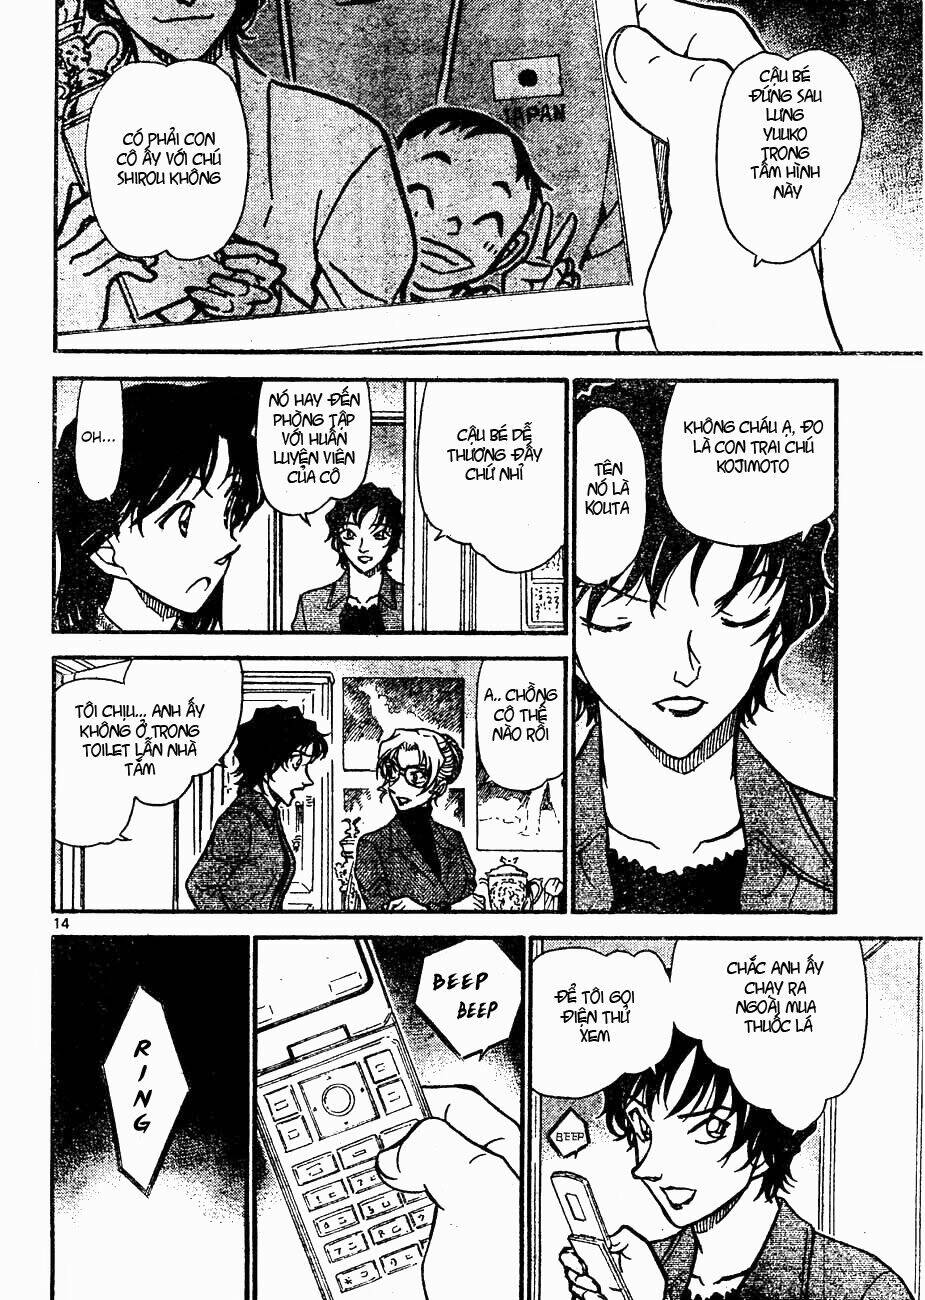 CẬU BÉ
ĐỨNG SAU
LƯNG
YUUKO
TRONG
TẤM HÌNH
NÀY
JAPAN
CÓ PHẢI CON
CÔ ẤY VỚI CHÚ
SHIROU KHÔNG
KHÔNG CHÁU Ạ, ĐO
LÀ CON TRAI CHÚ
KOJIMOTO
TÊN
NÓ LÀ
KOUTA
CẬU BÉ DỄ
THƯƠNG ĐẤY
CHỨ NHỈ
NÓ HAY ĐẾN
PHÒNG TẬP
VỚI HUẤN
LUYỆN VIÊN
CỦA CÔ
OH...
A.. CHỒNG
CÔ THẾ
NÀO RỒI
TÔI CHỊU... ANH ẤY
KHÔNG Ở TRONG
TOILET LẪN NHÀ
TẮM
14
CHẮC ANH ẤY
CHẠY RA
NGOÀI MUA
THUỐC LÁ
ĐỂ TÔI GỌI
ĐIỆN THỬ
XEM
BEEP
BEEP
BEEP
RING